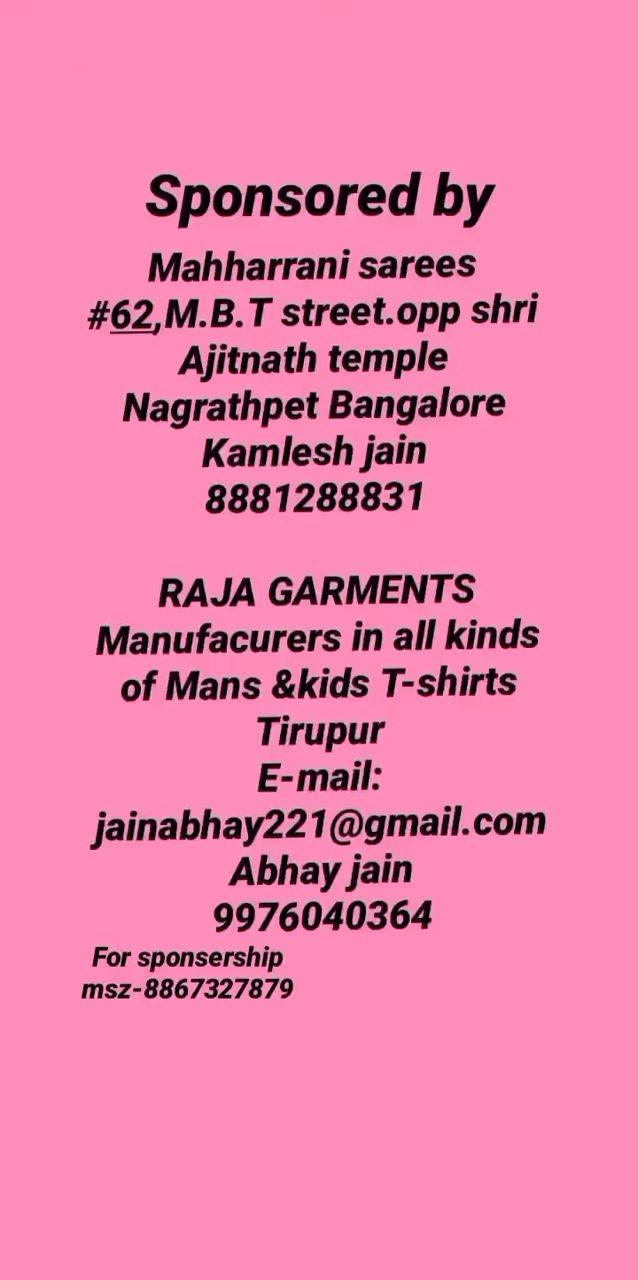 Sponsored by
Mahharrani sarees
#62,M.B.T street.opp shri
Ajitnath temple
Nagrathpet Bangalore
Kamlesh jain
8881288831
RAJA GARMENTS
Manufacurers in all kinds
of Mans &kids T-shirts
Tirupur
E-mail:
jainabhay221@gmail.com
Abhay jain
9976040364
For sponsership
msz-8867327879